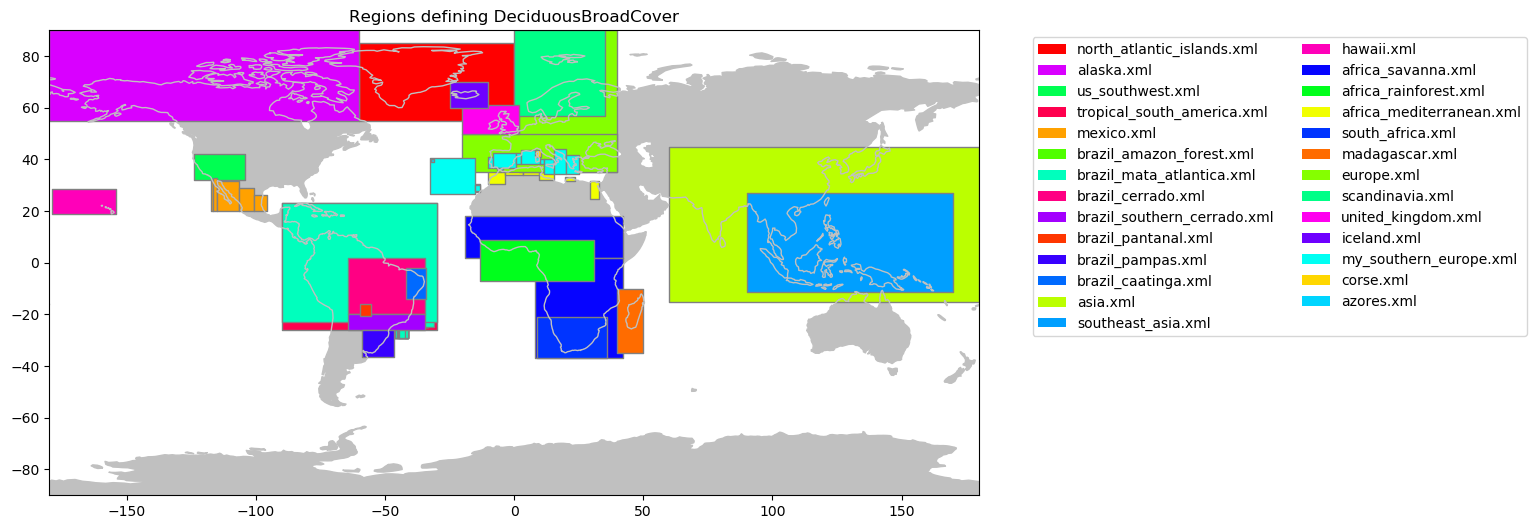 Regions defining DeciduousBroadCover
80
60
40
20
0
−20
−40
−60
−80
−150
−100
−50
0
50
100
150
north_atlantic_islands.xml
alaska.xml
us_southwest.xml
tropical_south_america.xml
mexico.xml
brazil_amazon_forest.xml
brazil_mata_atlantica.xml
brazil_cerrado.xml
brazil_southern_cerrado.xml
brazil_pantanal.xml
brazil_pampas.xml
brazil_caatinga.xml
asia.xml
southeast_asia.xml
hawaii.xml
africa_savanna.xml
africa_rainforest.xml
africa_mediterranean.xml
south_africa.xml
madagascar.xml
europe.xml
scandinavia.xml
united_kingdom.xml
iceland.xml
my_southern_europe.xml
corse.xml
azores.xml